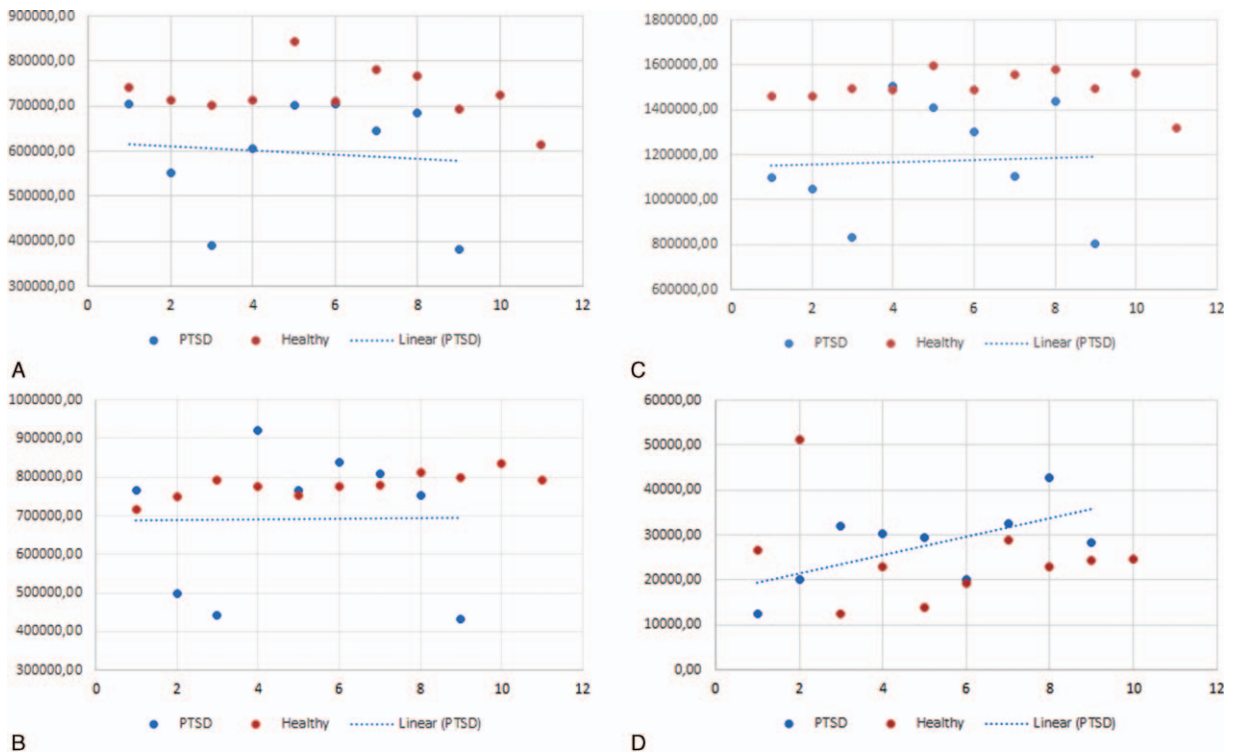 900000,00
800000,00
700000,00
600000,00
500000,00
400000,00
300000,00
0 2 4 6 8 10 12
PTSD Healthy Linear (PTSD)
A
1800000,00
1600000,00
1400000,00
1200000,00
1000000,00
800000,00
600000,00
0 2 4 6 8 10 12
PTSD Healthy Linear (PTSD)
C
1000000,00
900000,00
800000,00
700000,00
600000,00
500000,00
400000,00
300000,00
0 2 4 6 8 10 12
PTSD Healthy Linear (PTSD)
B
60000,00
50000,00
40000,00
30000,00
20000,00
10000,00
0,00
0 2 4 6 8 10 12
PTSD Healthy Linear (PTSD)
D